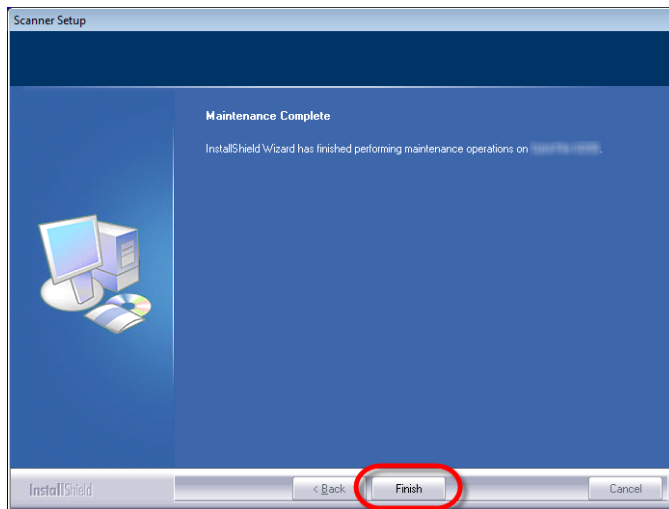 Scanner Setup
Maintenance Complete
InstallShield Wizard has finished performing maintenance operations on .
InstallShield
< Back
Finish
Cancel